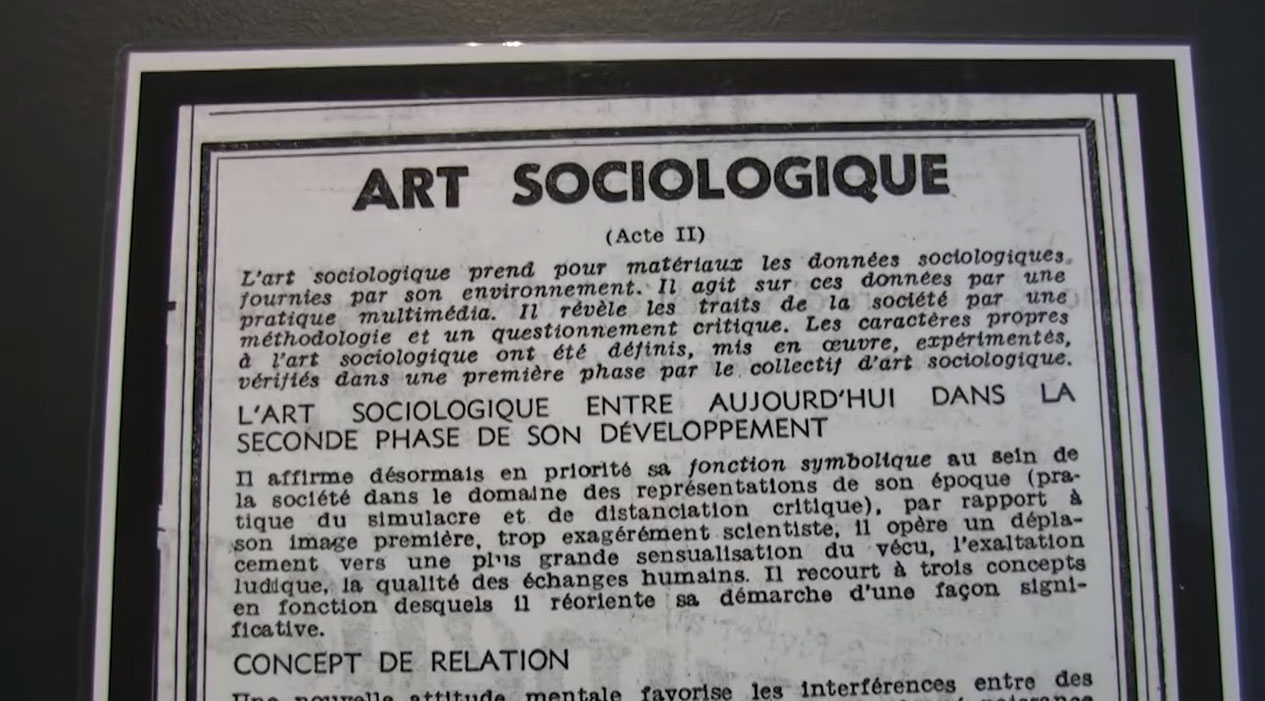 ART SOCIOLOGIQUE
(Acte II)
L'art sociologique prend pour matériaux les données sociologiques
fournies par son environnement. Il agit sur ces données par une
pratique multimédia. Il révèle les traits de la société par une
méthodologie et un questionnement critique. Les caractères propres
à l'art sociologique ont été définis, mis en œuvre, expérimentés,
vérifiés dans une première phase par le collectif d'art sociologique.
L'ART SOCIOLOGIQUE ENTRE AUJOURD'HUI DANS LA
SECONDE PHASE DE SON DÉVELOPPEMENT
Il affirme désormais en priorité sa fonction symbolique au sein de
la société dans le domaine des représentations de son époque (pra-
tique du simulacre et de distanciation critique), par rapport à
son image première, trop exagérément scientiste, il opère un dépla-
cement vers une plus grande sensualisation du vécu, l'exaltation
ludique, la qualité des échanges humains. Il recourt à trois concepts
en fonction desquels il réoriente sa démarche d'une façon signi-
ficative.
CONCEPT DE RELATION
Une nouvelle attitude mentale favorise les interférences entre des